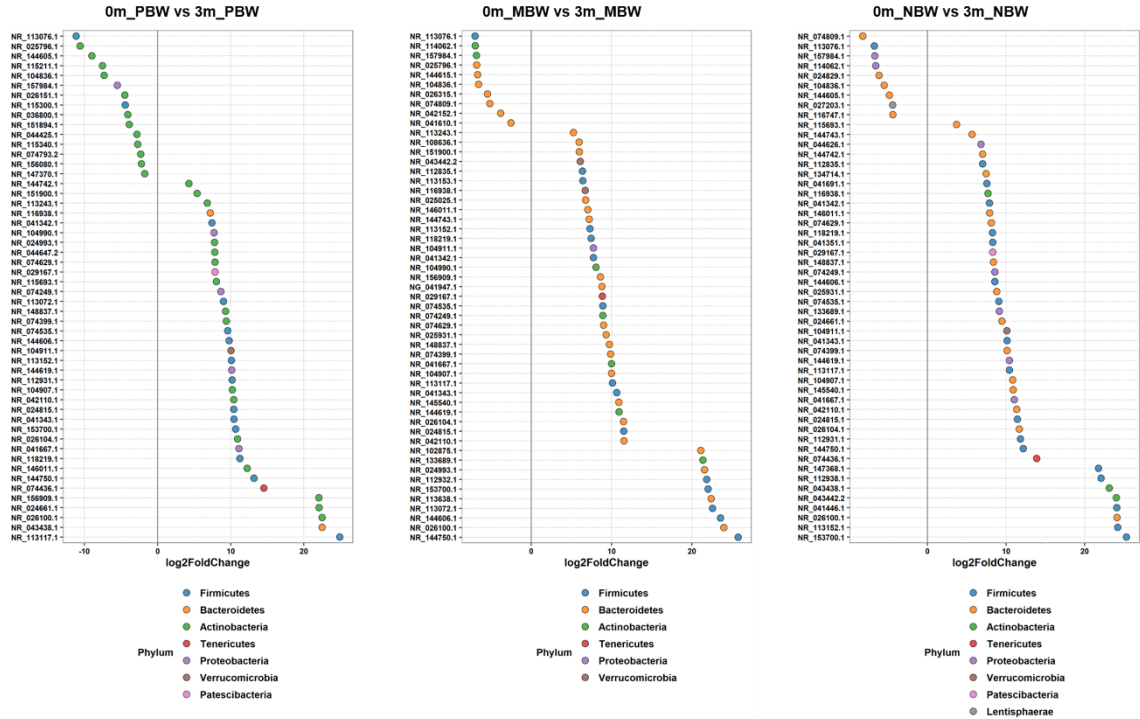 0m_PBW vs 3m_PBW
NR_113076.1
NR_025796.1
NR_144605.1
NR_115211.1
NR_104836.1
NR_157984.1
NR_026151.1
NR_115300.1
NR_036800.1
NR_151894.1
NR_044425.1
NR_115340.1
NR_074793.2
NR_156080.1
NR_147370.1
NR_144742.1
NR_151900.1
NR_113243.1
NR_116938.1
NR_041342.1
NR_104990.1
NR_024993.1
NR_044647.2
NR_074629.1
NR_029167.1
NR_115693.1
NR_074249.1
NR_113072.1
NR_148837.1
NR_074399.1
NR_074535.1
NR_144606.1
NR_104911.1
NR_113152.1
NR_144619.1
NR_112931.1
NR_104907.1
NR_042110.1
NR_024815.1
NR_041343.1
NR_153700.1
NR_026104.1
NR_041667.1
NR_118219.1
NR_146011.1
NR_144750.1
NR_074436.1
NR_156909.1
NR_024661.1
NR_026100.1
NR_043438.1
NR_113117.1
-10 0 10 20
log2FoldChange
Phylum
Firmicutes
Bacteroidetes
Actinobacteria
Tenericutes
Proteobacteria
Verrucomicrobia
Patescibacteria
0m_MBW vs 3m_MBW
NR_113076.1
NR_114062.1
NR_157984.1
NR_025796.1
NR_144615.1
NR_104836.1
NR_026315.1
NR_074809.1
NR_042152.1
NR_041610.1
NR_113243.1
NR_108636.1
NR_151900.1
NR_043442.2
NR_112835.1
NR_113153.1
NR_116938.1
NR_025025.1
NR_146011.1
NR_144743.1
NR_113152.1
NR_118219.1
NR_104911.1
NR_041342.1
NR_104990.1
NR_156909.1
NG_041947.1
NR_029167.1
NR_074535.1
NR_074249.1
NR_074629.1
NR_025931.1
NR_148837.1
NR_074399.1
NR_041667.1
NR_104907.1
NR_113117.1
NR_041343.1
NR_145540.1
NR_144619.1
NR_026104.1
NR_024815.1
NR_042110.1
NR_102875.1
NR_133689.1
NR_024993.1
NR_112932.1
NR_153700.1
NR_113638.1
NR_113072.1
NR_144606.1
NR_026100.1
NR_144750.1
0 10 20
log2FoldChange
Phylum
Firmicutes
Bacteroidetes
Actinobacteria
Tenericutes
Proteobacteria
Verrucomicrobia
0m_NBW vs 3m_NBW
NR_074809.1
NR_113076.1
NR_157984.1
NR_114062.1
NR_024829.1
NR_104836.1
NR_144605.1
NR_027203.1
NR_116747.1
NR_115693.1
NR_144743.1
NR_044626.1
NR_144742.1
NR_112835.1
NR_134714.1
NR_041691.1
NR_116938.1
NR_041342.1
NR_146011.1
NR_074629.1
NR_118219.1
NR_041351.1
NR_029167.1
NR_148837.1
NR_074249.1
NR_144606.1
NR_025931.1
NR_074535.1
NR_133689.1
NR_024661.1
NR_104911.1
NR_041343.1
NR_074399.1
NR_144619.1
NR_113117.1
NR_104907.1
NR_145540.1
NR_041667.1
NR_042110.1
NR_024815.1
NR_026104.1
NR_112931.1
NR_144750.1
NR_074436.1
NR_147368.1
NR_112938.1
NR_043438.1
NR_043442.2
NR_041446.1
NR_026100.1
NR_113152.1
NR_153700.1
0 10 20
log2FoldChange
Phylum
Firmicutes
Bacteroidetes
Actinobacteria
Tenericutes
Proteobacteria
Verrucomicrobia
Patescibacteria
Lentisphaerae